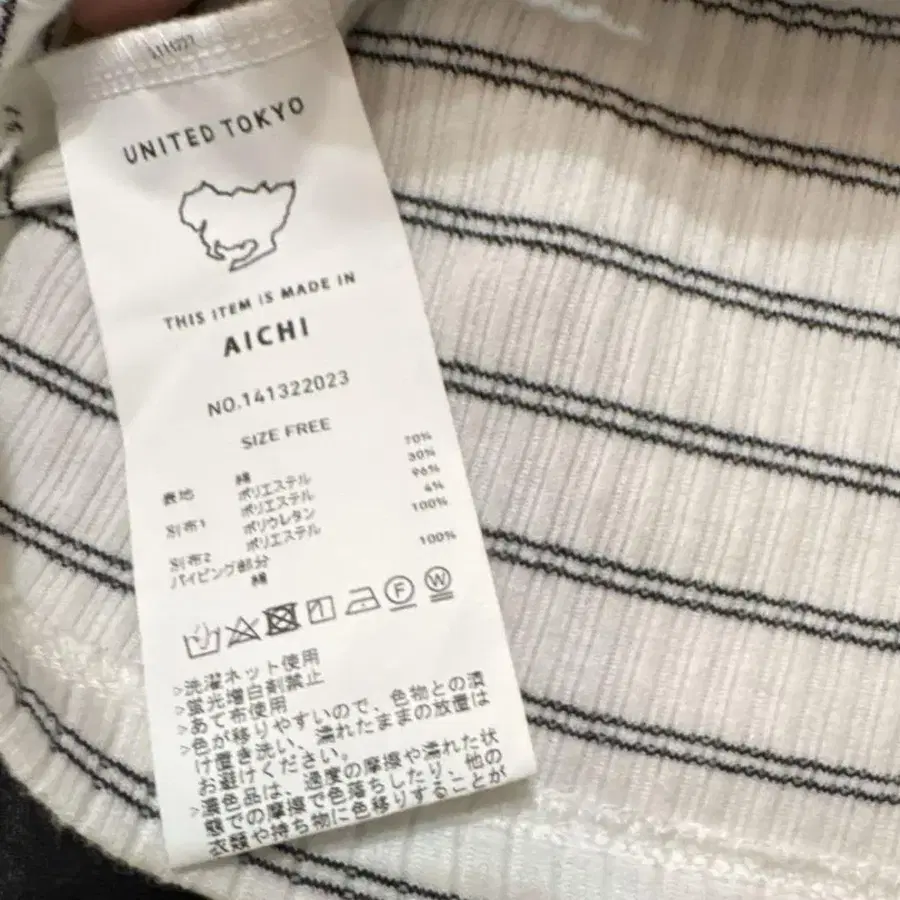 UNITED TOKYO
THIS ITEM IS MADE IN
AICHI
NO.141322023
SIZE FREE
表地 綿 70%
ポリエステル 30%
別布1 ポリエステル 96%
ポリウレタン 4%
別布2 ポリエステル 100%
パイピング部分
綿 100%
F W
>洗濯ネット使用
>蛍光増白剤禁止
>あて布使用
>色が移りやすいので、色物との漬
け置き洗い、濡れたままの放置は
お避けください。
>濃色品は、過度の摩擦や濡れた状
態での摩擦で色落ちしたり、他の
衣類や持ち物に色移りすることが